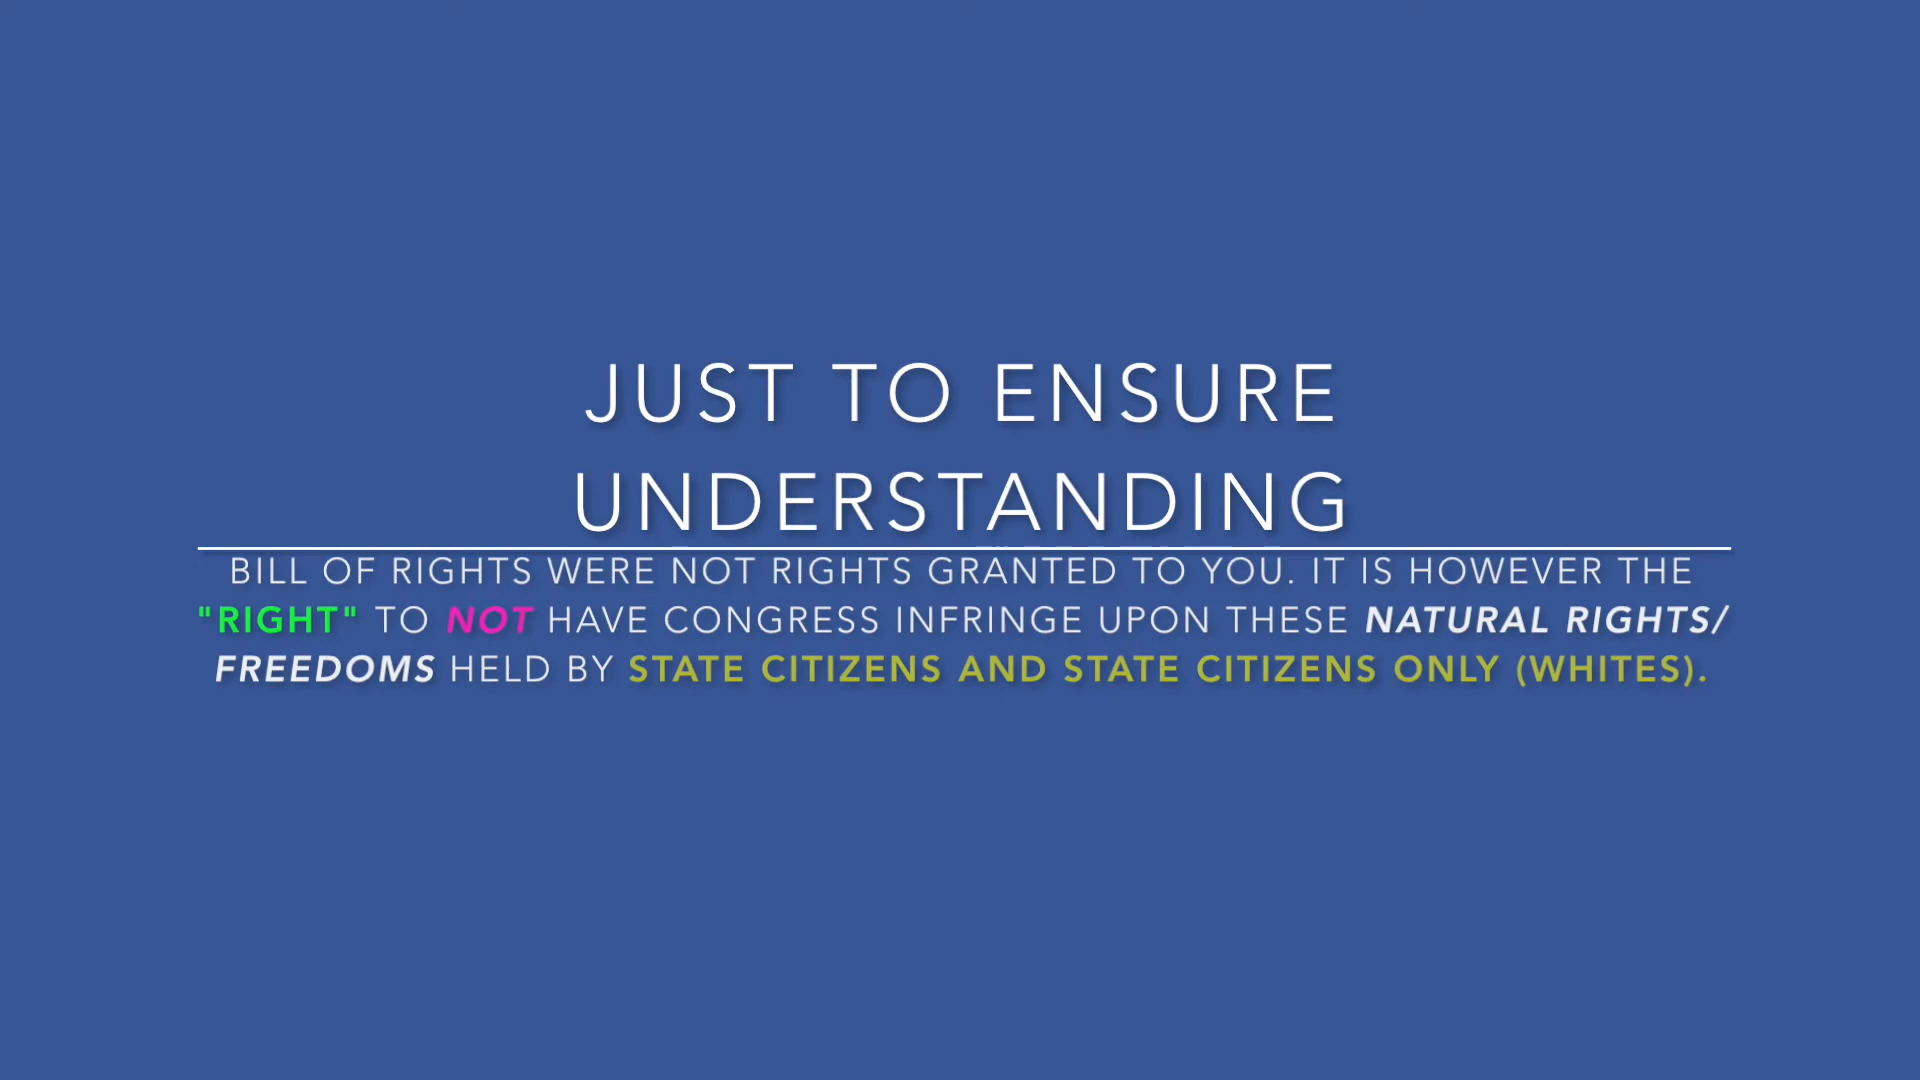 JUST TO ENSURE
UNDERSTANDING
BILL OF RIGHTS WERE NOT RIGHTS GRANTED TO YOU. IT IS HOWEVER THE
"RIGHT" TO NOT HAVE CONGRESS INFRINGE UPON THESE NATURAL RIGHTS/
FREEDOMS HELD BY STATE CITIZENS AND STATE CITIZENS ONLY (WHITES).